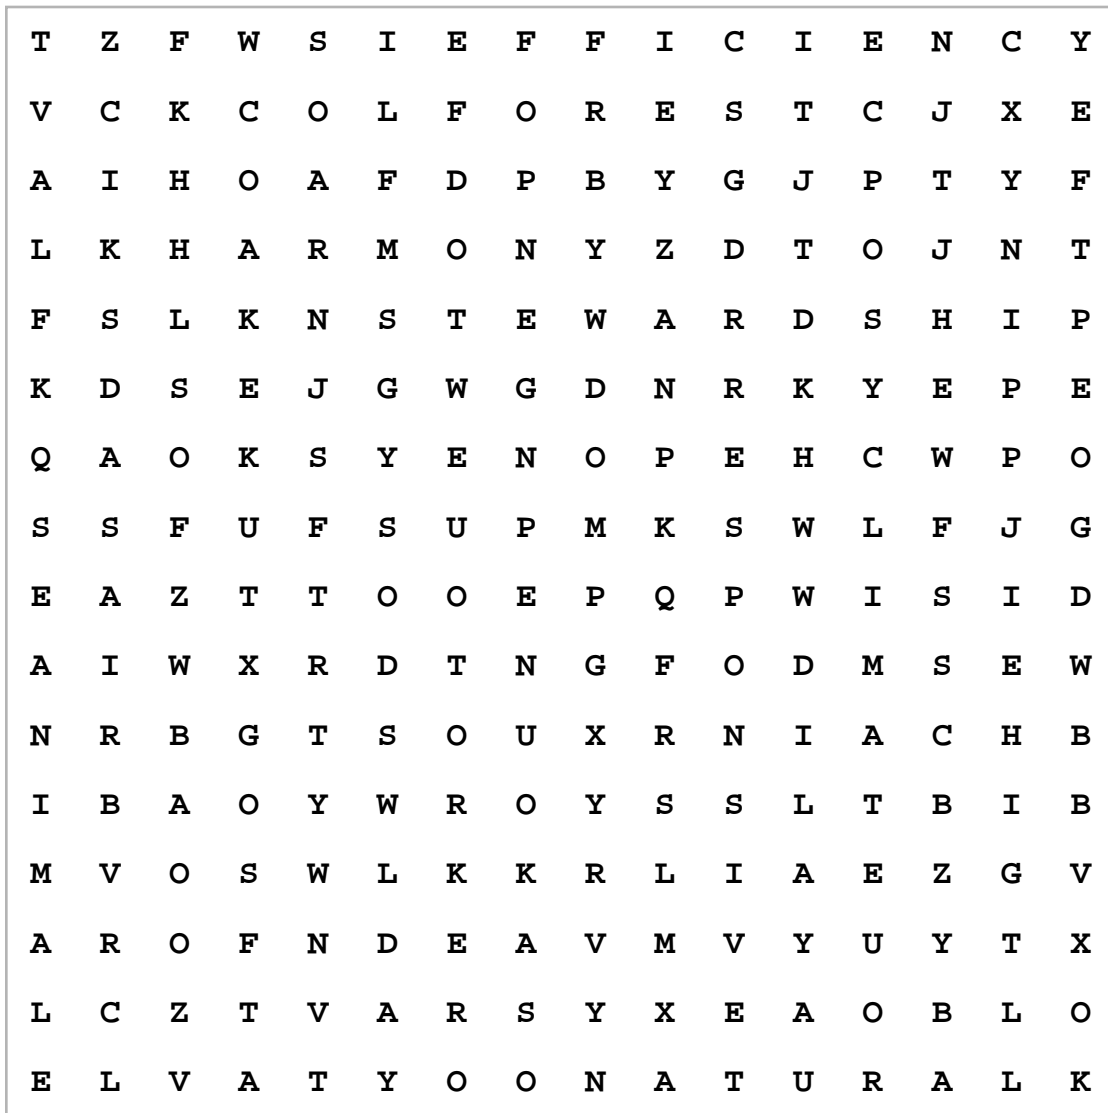 T Z F W S I E F F I C I E N C Y
V C K C O L F O R E S T C J X E
A I H O A F D P B Y G J P T Y F
L K H A R M O N Y Z D T O J N T
F S L K N S T E W A R D S H I P
K D S E J G W G D N R K Y E P E
Q A O K S Y E N O P E H C W P O
S S F U F S U P M K S W L F J G
E A Z T T O O E P Q P W I S I D
A I W X R D T N G F O D M S E W
N R B G T S O U X R N I A C H B
I B A O Y W R O Y S S L T B I B
M V O S W L K K R L I A E Z G V
A R O F N D E A V M V Y U Y T X
L C Z T V A R S Y X E A O B L O
E L V A T Y O O N A T U R A L K